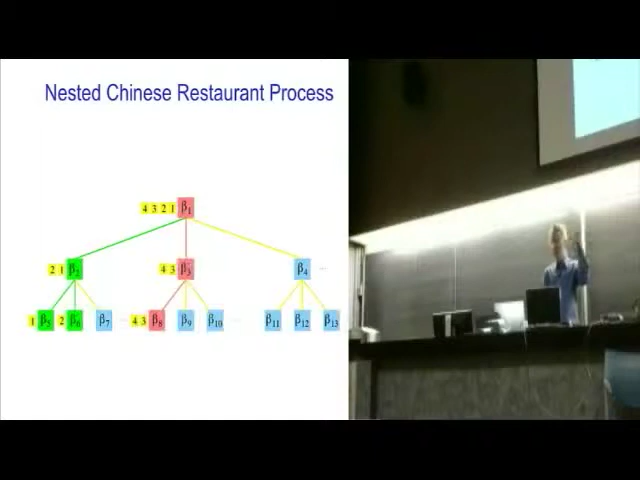 Nested Chinese Restaurant Process
4 3 2 1 β1
2 1 β2 4 3 β3 β4 ...
1 β5 2 β6 β7 ... 4 3 β8 β9 β10 ... β11 β12 β13